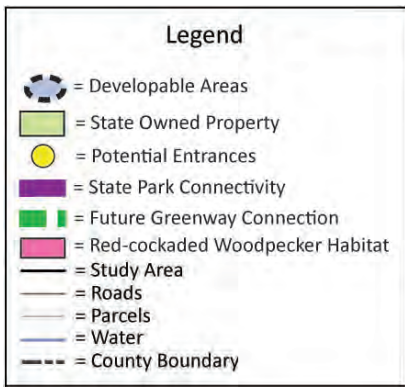 Legend
= Developable Areas
= State Owned Property
= Potential Entrances
= State Park Connectivity
= Future Greenway Connection
= Red-cockaded Woodpecker Habitat
= Study Area
= Roads
= Parcels
= Water
= County Boundary